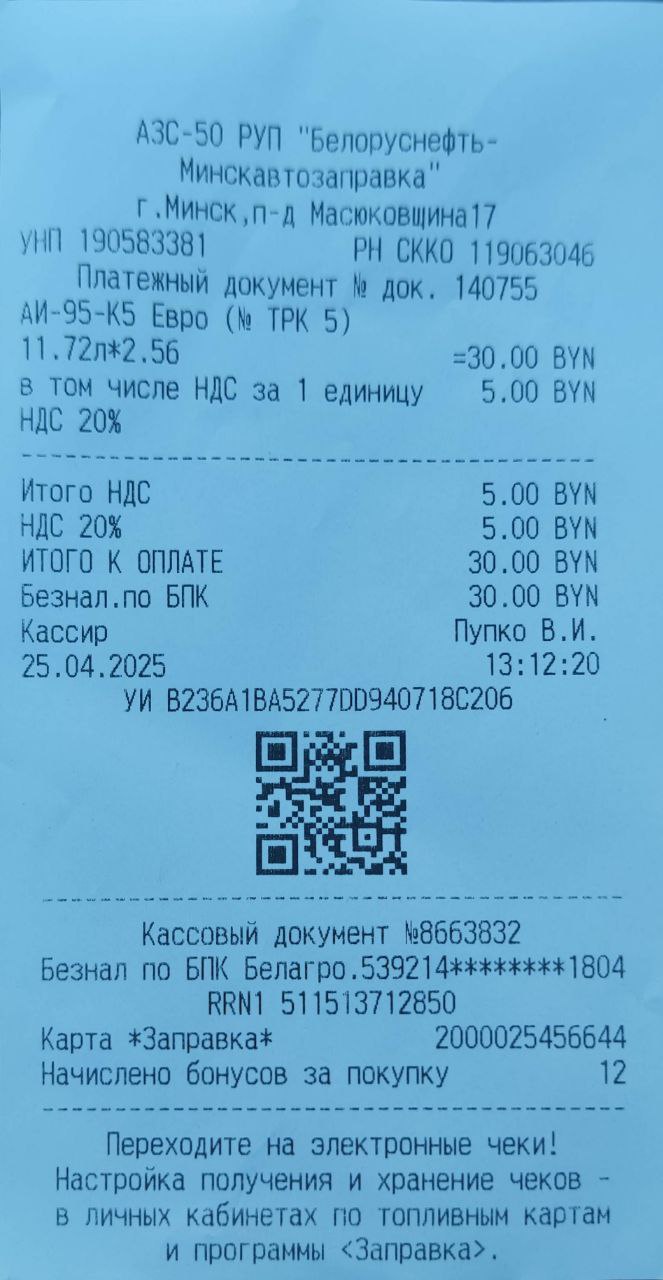 АЗС-50 РУП "Белоруснефть-
Минскавтозаправка"
г.Минск,п-д Масюковщина17
УНП 190583381 РН СККО 119063046
Платежный документ № док. 140755
АИ-95-К5 Евро (№ ТРК 5)
11.72л*2.56 =30.00 BYN
в том числе НДС за 1 единицу 5.00 BYN
НДС 20%
Итого НДС 5.00 BYN
НДС 20% 5.00 BYN
ИТОГО К ОПЛАТЕ 30.00 BYN
Безнал.по БПК 30.00 BYN
Кассир Пупко В.И.
25.04.2025 13:12:20
УИ B236A1BA5277DD940718C206
Кассовый документ №8663832
Безнал по БПК Белагро.539214********1804
RRN1 511513712850
Карта *Заправка* 2000025456644
Начислено бонусов за покупку 12
Переходите на электронные чеки!
Настройка получения и хранение чеков -
в личных кабинетах по топливным картам
и программы <Заправка>.